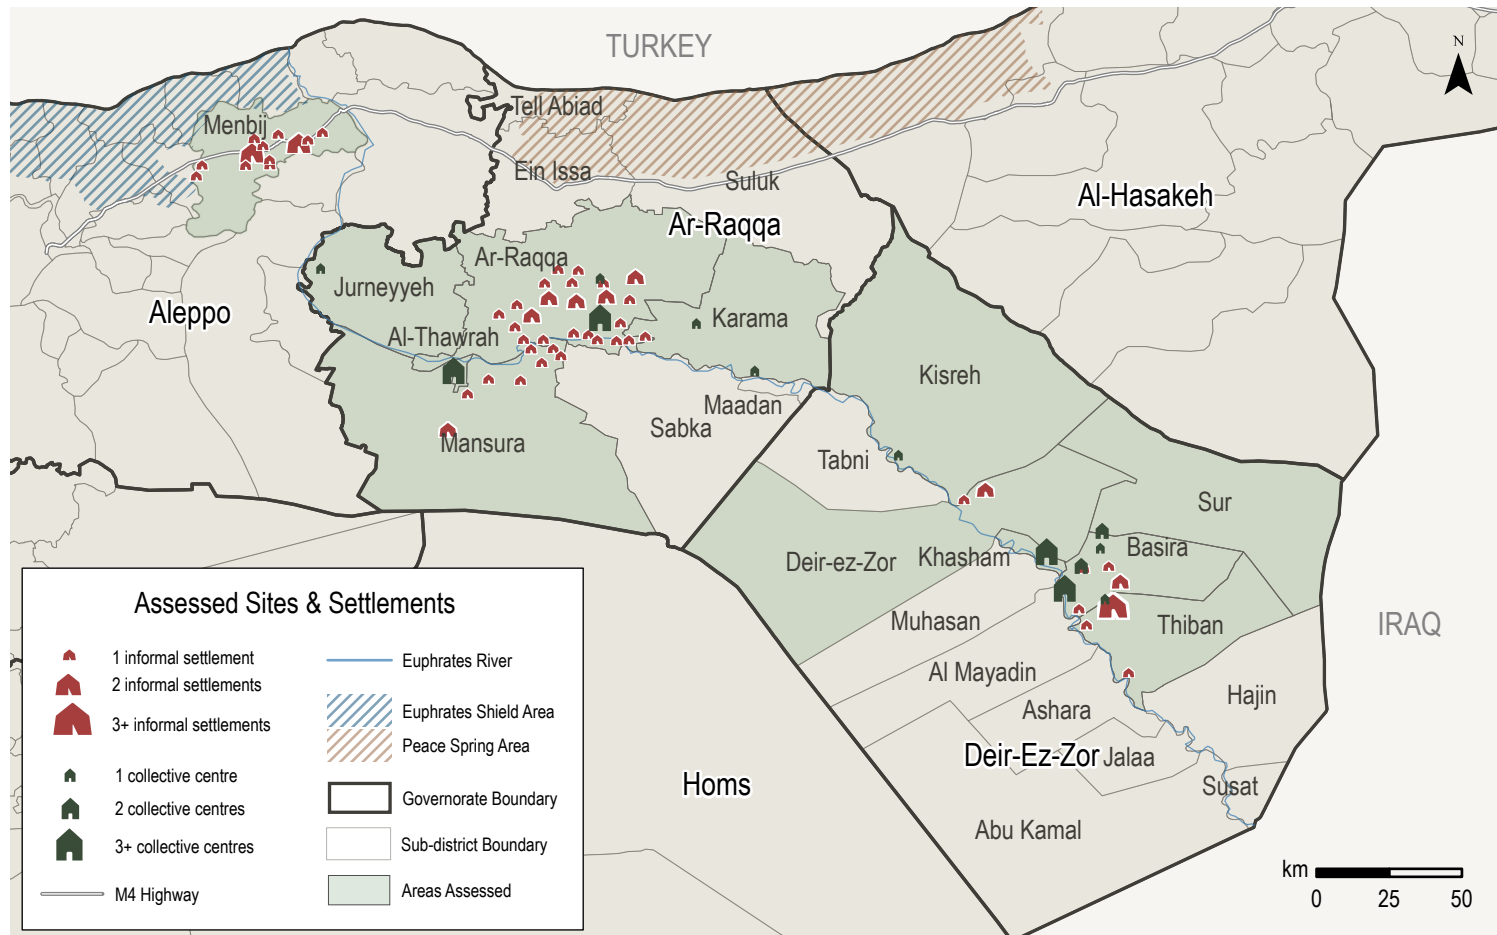 TURKEY
N
Tell Abiad
Menbij
Ein Issa
Suluk
Al-Hasakeh
Ar-Raqqa
Ar-Raqqa
Jurneyyeh
Aleppo
Al-Thawrah
Karama
Kisreh
Maadan
Sabka
Mansura
Tabni
Sur
Basira
Deir-ez-Zor
Khasham
Muhasan
Thiban
IRAQ
Al Mayadin
Hajin
Ashara
Deir-Ez-Zor
Jalaa
Homs
Susat
Abu Kamal
Assessed Sites & Settlements
1 informal settlement
2 informal settlements
3+ informal settlements
1 collective centre
2 collective centres
3+ collective centres
M4 Highway
Euphrates River
Euphrates Shield Area
Peace Spring Area
Governorate Boundary
Sub-district Boundary
Areas Assessed
km
0 25 50